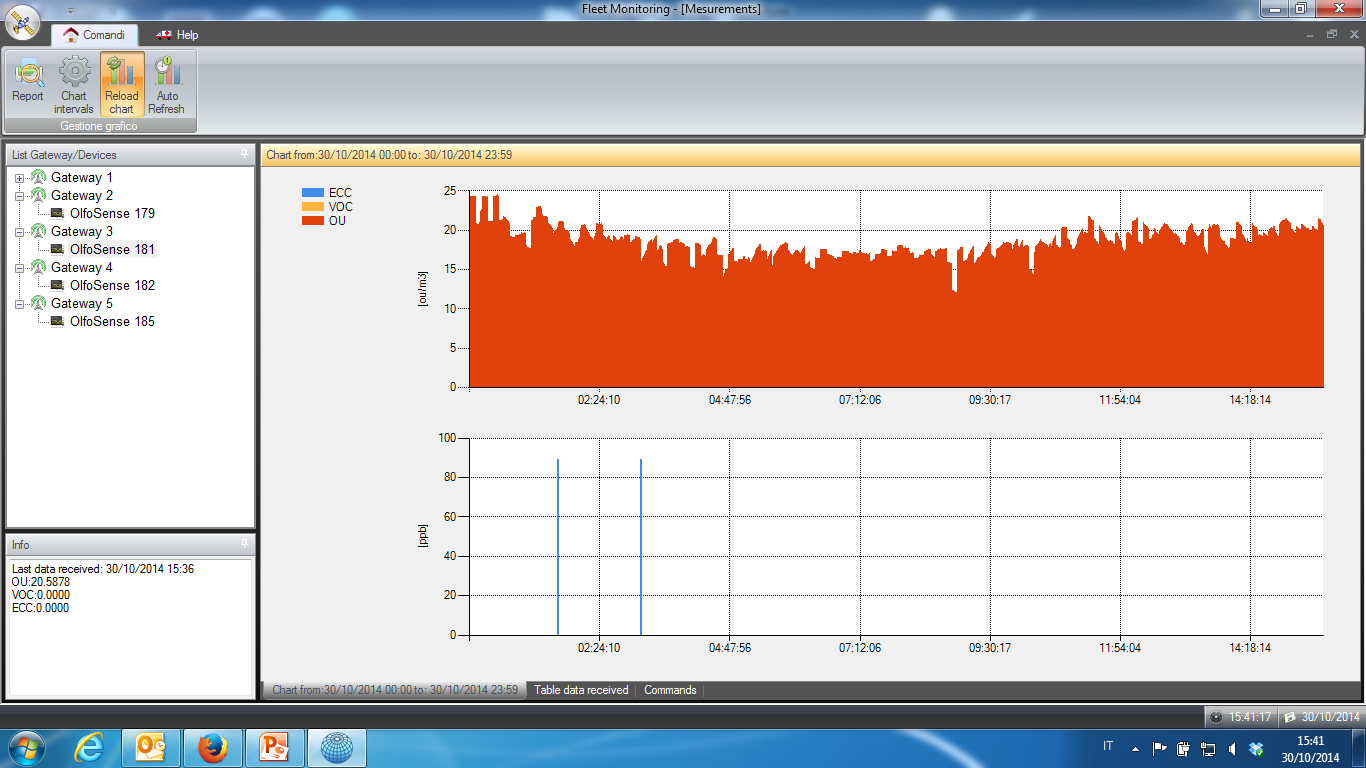 Fleet Monitoring - [Mesurements]
Comandi
Help
Report
Chart intervals
Reload chart
Auto Refresh
Gestione grafico
List Gateway/Devices
Gateway 1
Gateway 2
OlfoSense 179
Gateway 3
OlfoSense 181
Gateway 4
OlfoSense 182
Gateway 5
OlfoSense 185
Info
Last data received: 30/10/2014 15:36
OU:20.5878
VOC:0.0000
ECC:0.0000
Chart from:30/10/2014 00:00 to: 30/10/2014 23:59
ECC
VOC
OU
[ou/m3]
25
20
15
10
5
0
02:24:10 04:47:56 07:12:06 09:30:17 11:54:04 14:18:14
[ppb]
100
80
60
40
20
0
02:24:10 04:47:56 07:12:06 09:30:17 11:54:04 14:18:14
Chart from:30/10/2014 00:00 to: 30/10/2014 23:59 Table data received Commands
15:41:17 30/10/2014
IT
15:41
30/10/2014